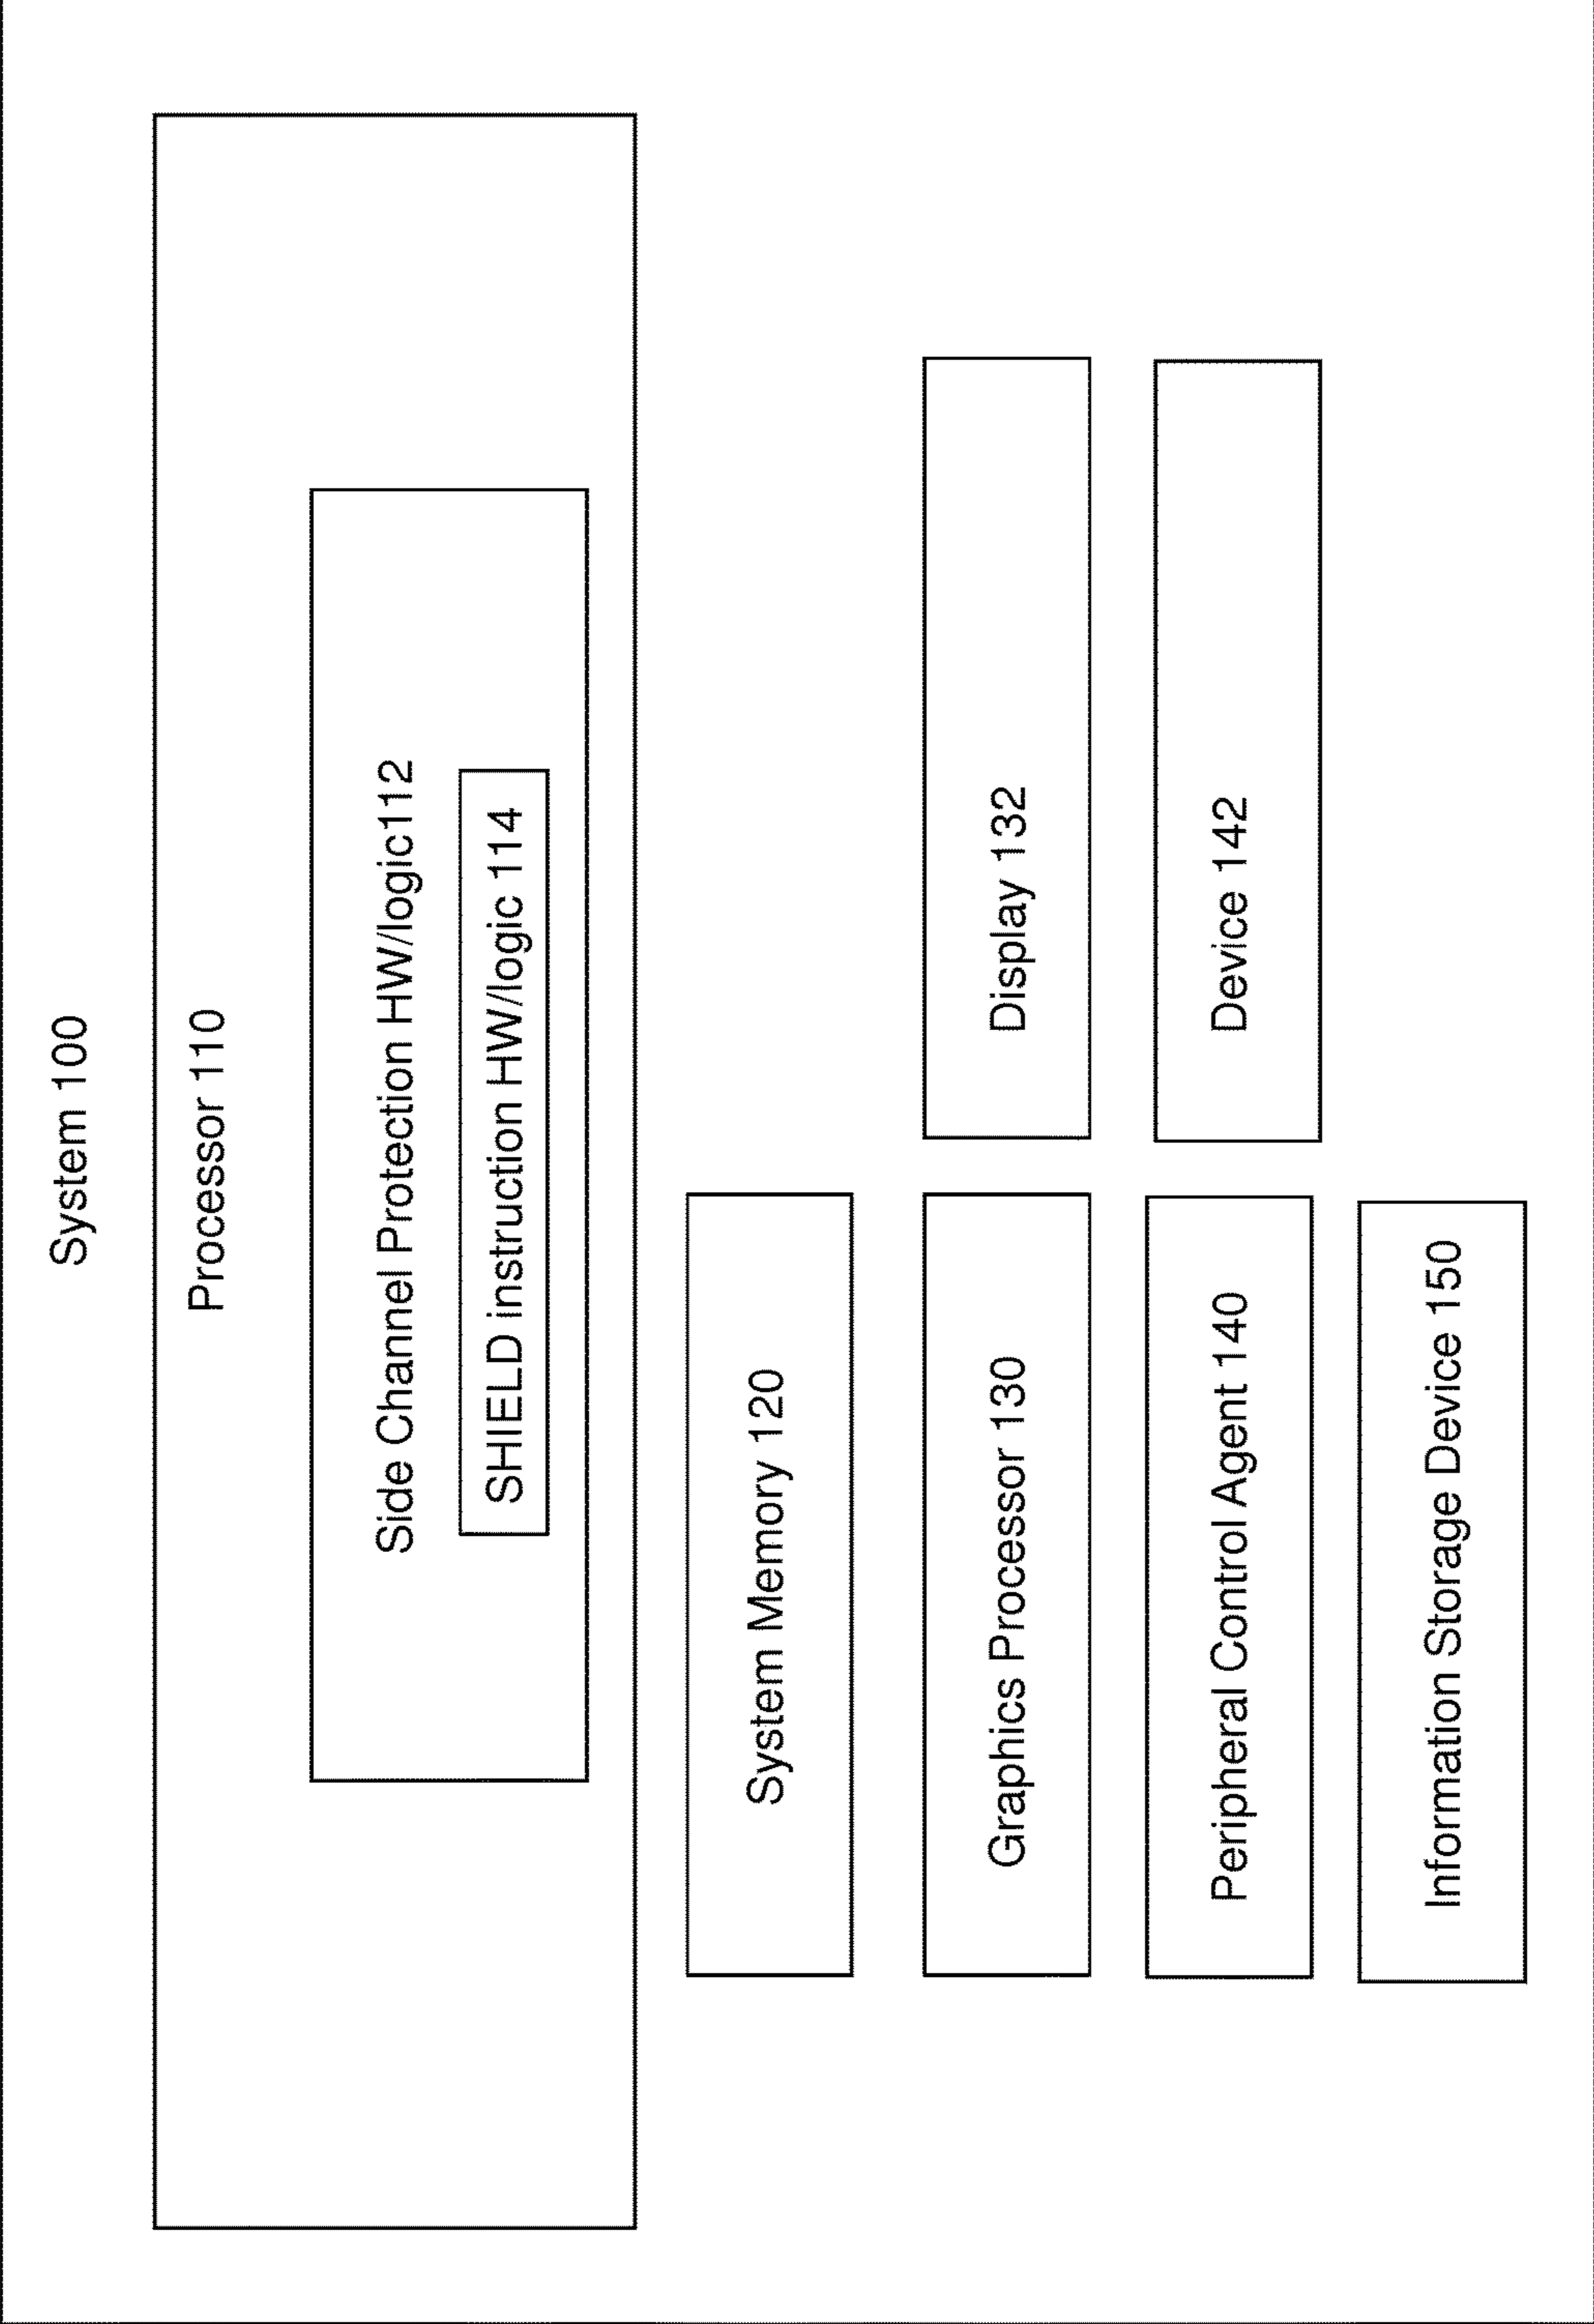 System 100
Processor 110
Side Channel Protection HW/logic112
SHIELD instruction HW/logic 114
System Memory 120
Graphics Processor 130
Display 132
Peripheral Control Agent 140
Device 142
Information Storage Device 150